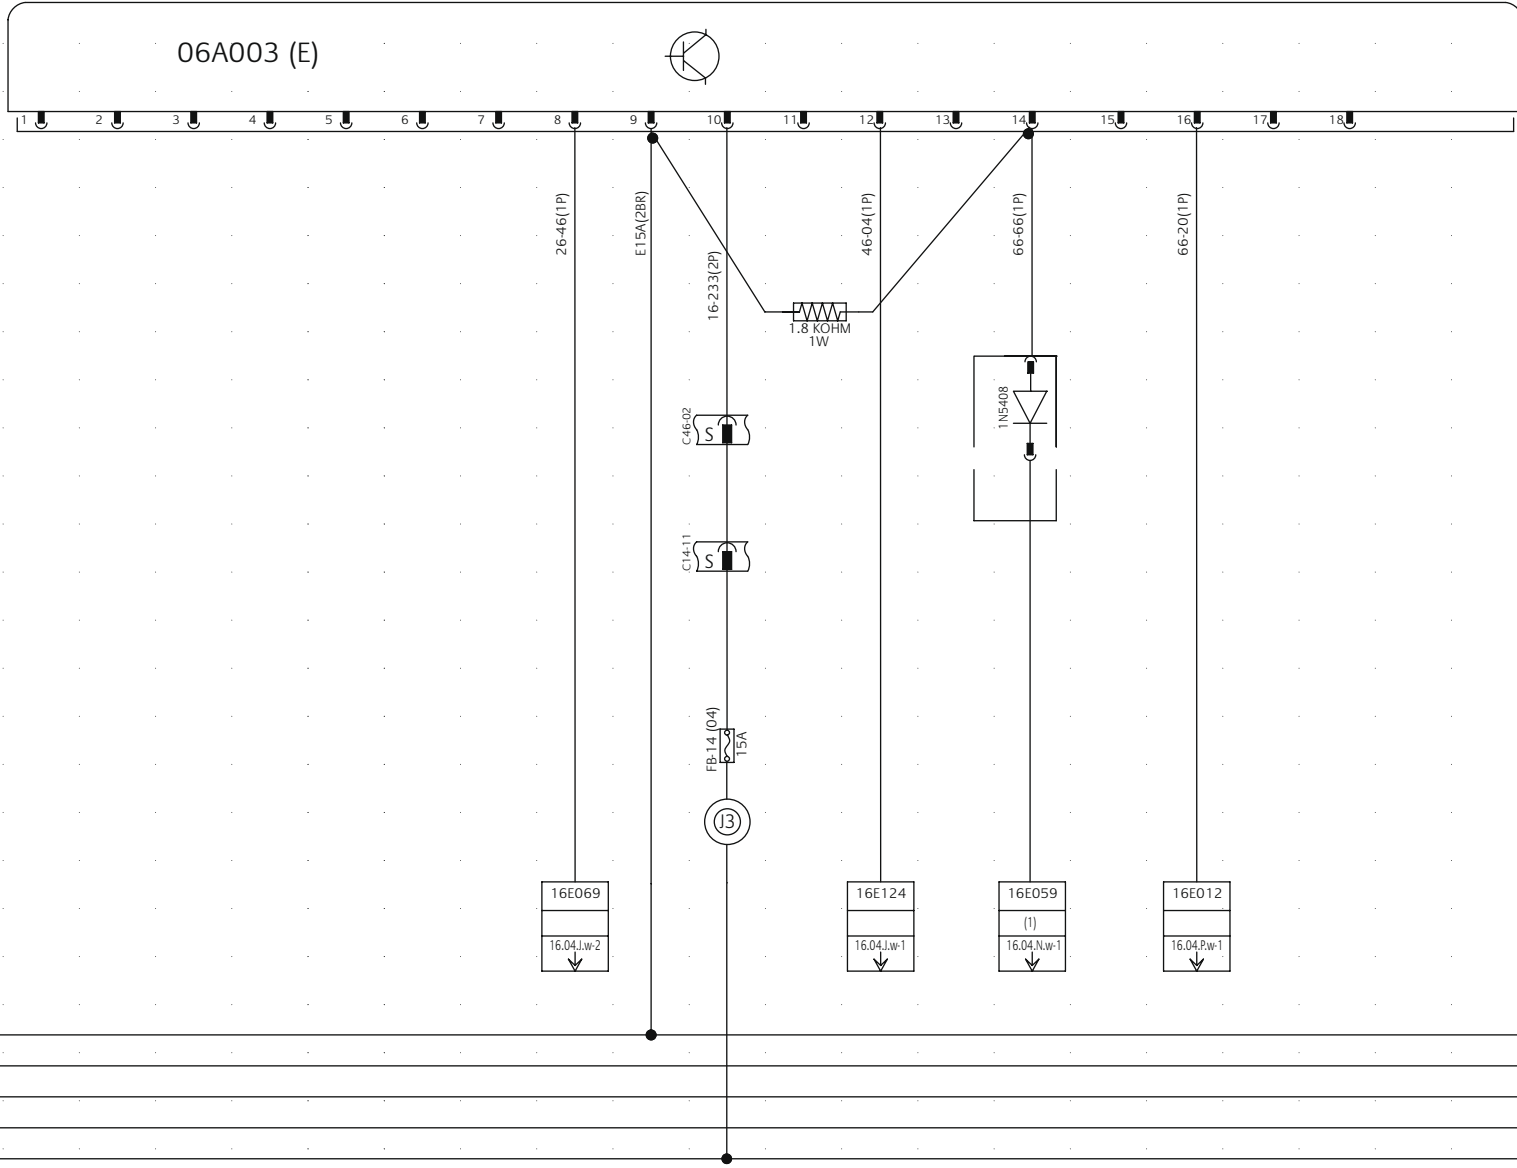 06A003 (E)
1 2 3 4 5 6 7 8 9 10 11 12 13 14 15 16 17 18
26-46(1P)
E15A(2BR)
16-233(2P)
46-04(1P)
66-66(1P)
66-20(1P)
1.8 KOHM
1W
1N5408
C46-02
S
C14-11
S
FB-14 (04)
15A
J3
16E069
16.04.J.w-2
16E124
16.04.J.w-1
16E059
(1)
16.04.N.w-1
16E012
16.04.P.w-1